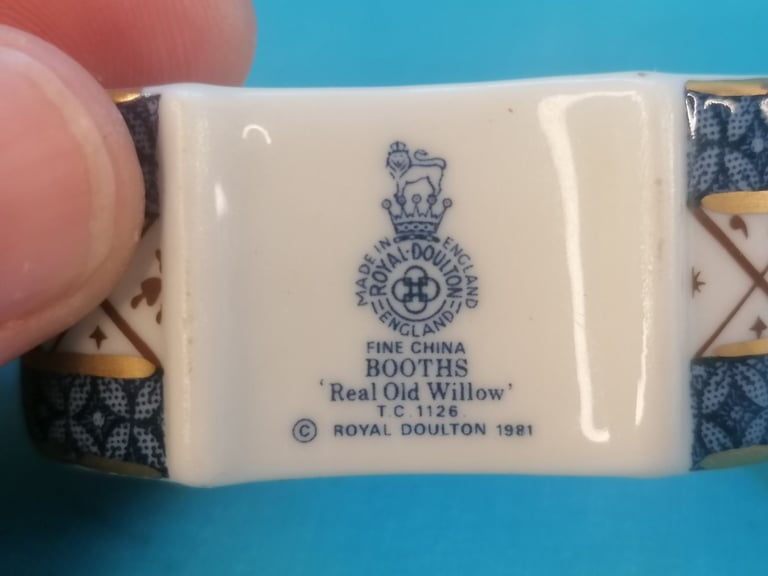 MADE IN ENGLAND
ROYAL·DOULTON
ENGLAND
FINE CHINA
BOOTHS
'Real Old Willow'
T.C.1126.
© ROYAL DOULTON 1981